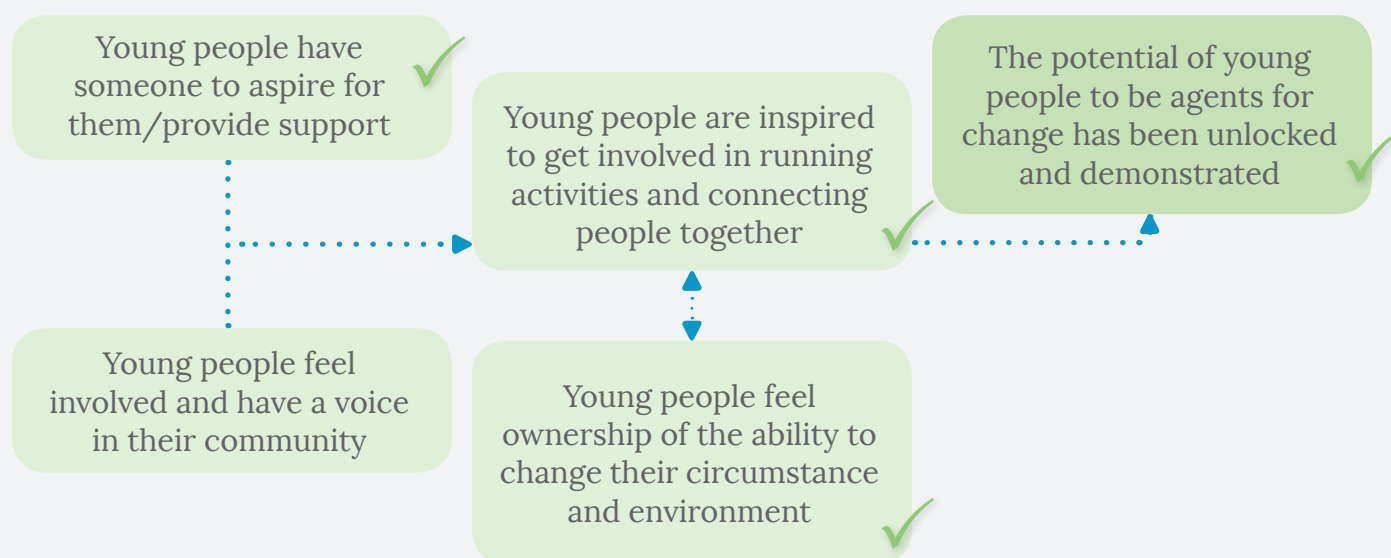 Young people have
someone to aspire for
them/provide support
Young people feel
involved and have a voice
in their community
Young people are inspired
to get involved in running
activities and connecting
people together
Young people feel
ownership of the ability to
change their circumstance
and environment
The potential of young
people to be agents for
change has been unlocked
and demonstrated